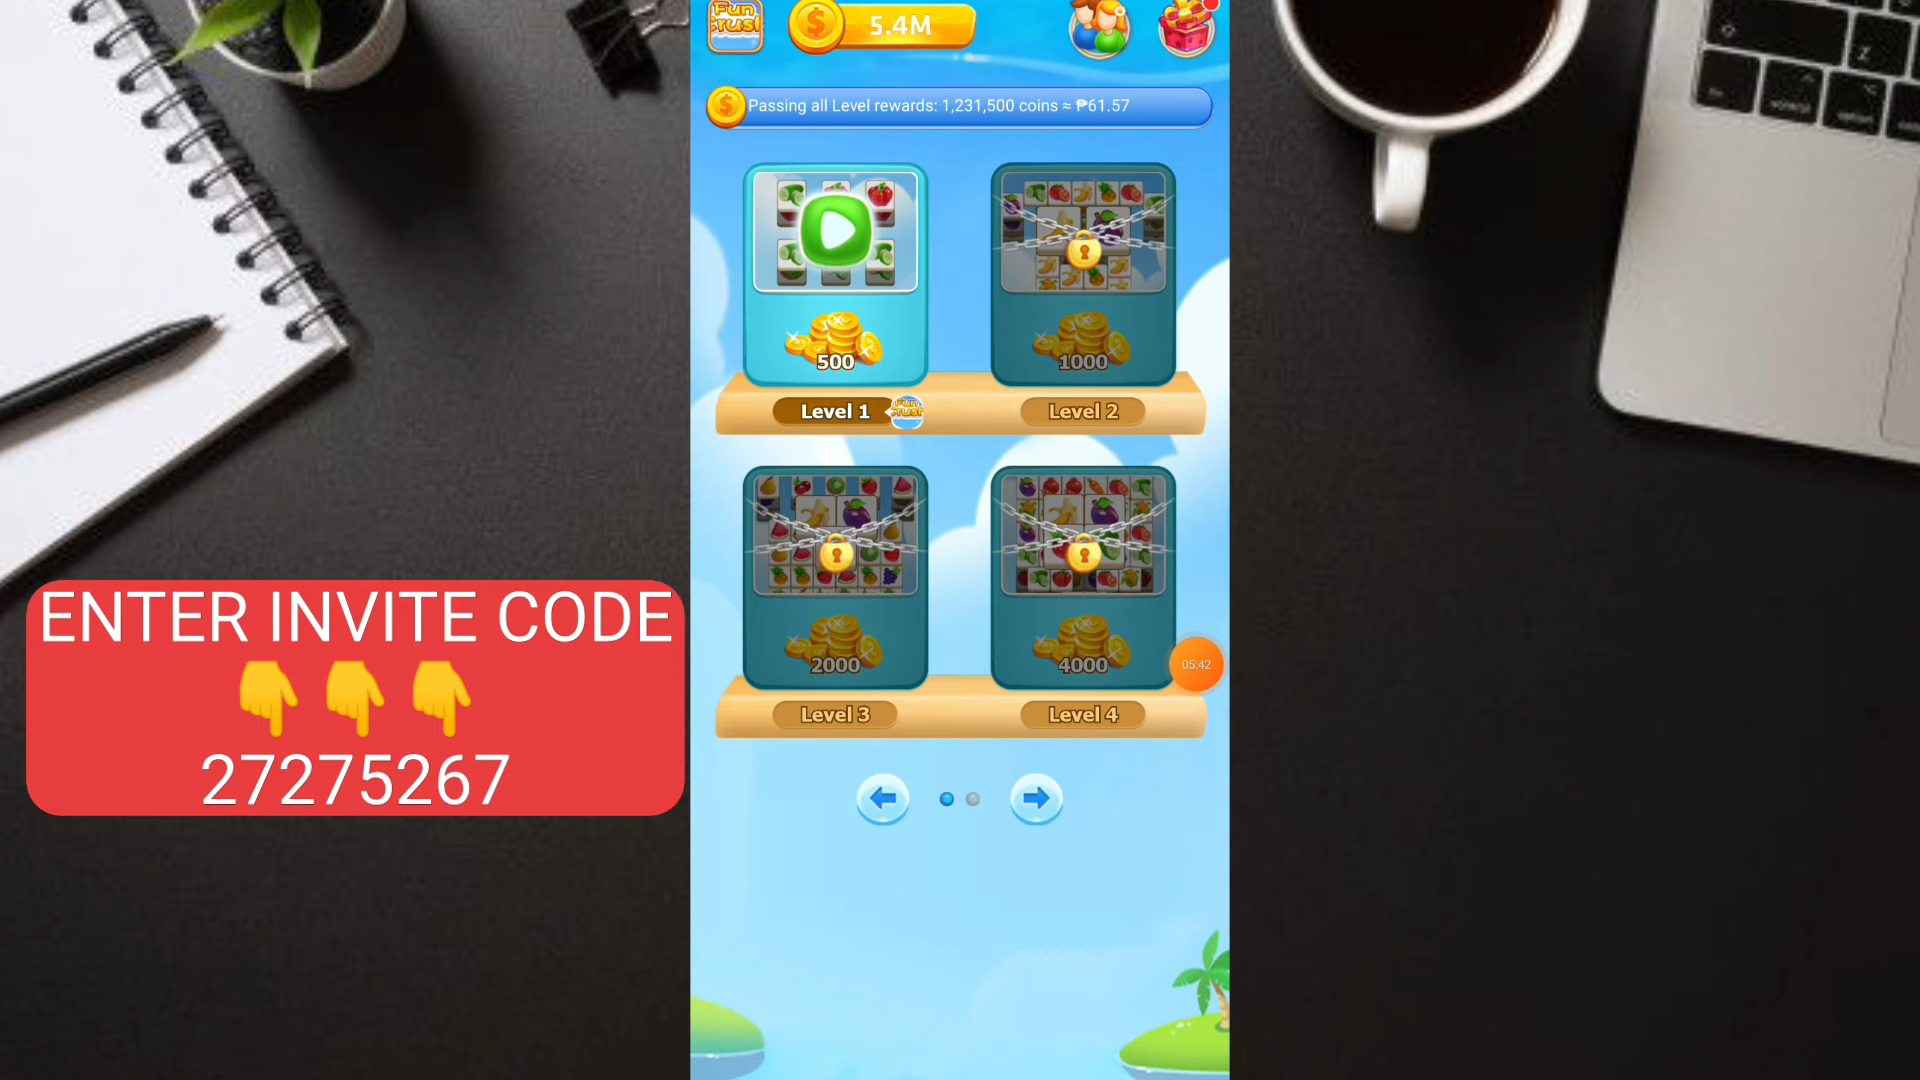 Fun
Crush
5.4M
Passing all Level rewards: 1,231,500 coins ≈ ₱61.57
500
1000
Level 1
Level 2
ENTER INVITE CODE
👇👇👇
27275267
2000
4000
05:42
Level 3
Level 4